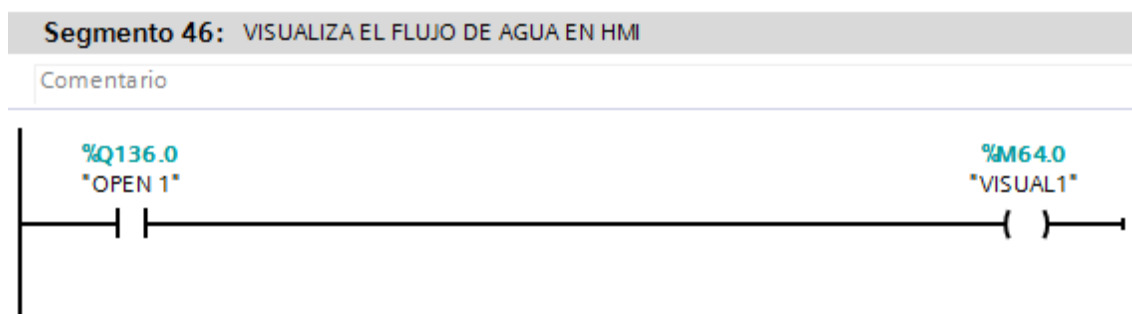 Segmento 46: VISUALIZA EL FLUJO DE AGUA EN HMI
Comentario
%Q136.0 %M64.0
"OPEN 1" "VISUAL1"